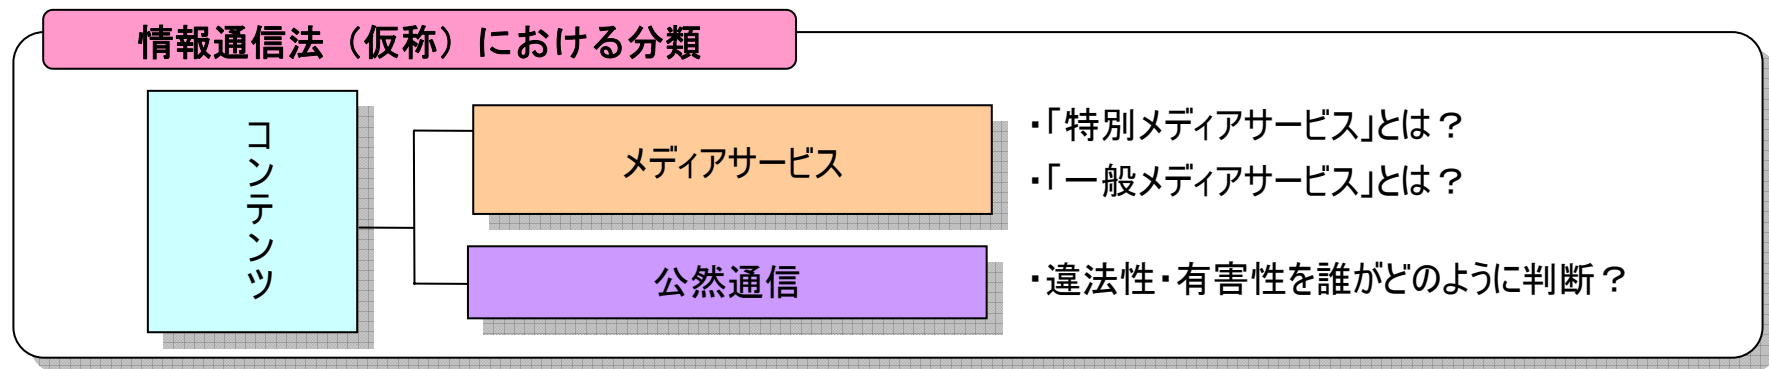 情報通信法（仮称）における分類
コンテンツ
メディアサービス
・「特別メディアサービス」とは？
・「一般メディアサービス」とは？
公然通信
・違法性・有害性を誰がどのように判断？